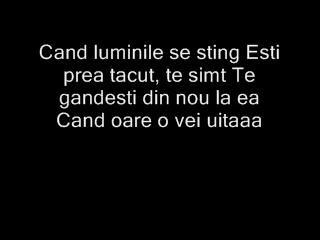 Cand luminile se sting Esti
prea tacut, te simt Te
gandesti din nou la ea
Cand oare o vei uitaaa